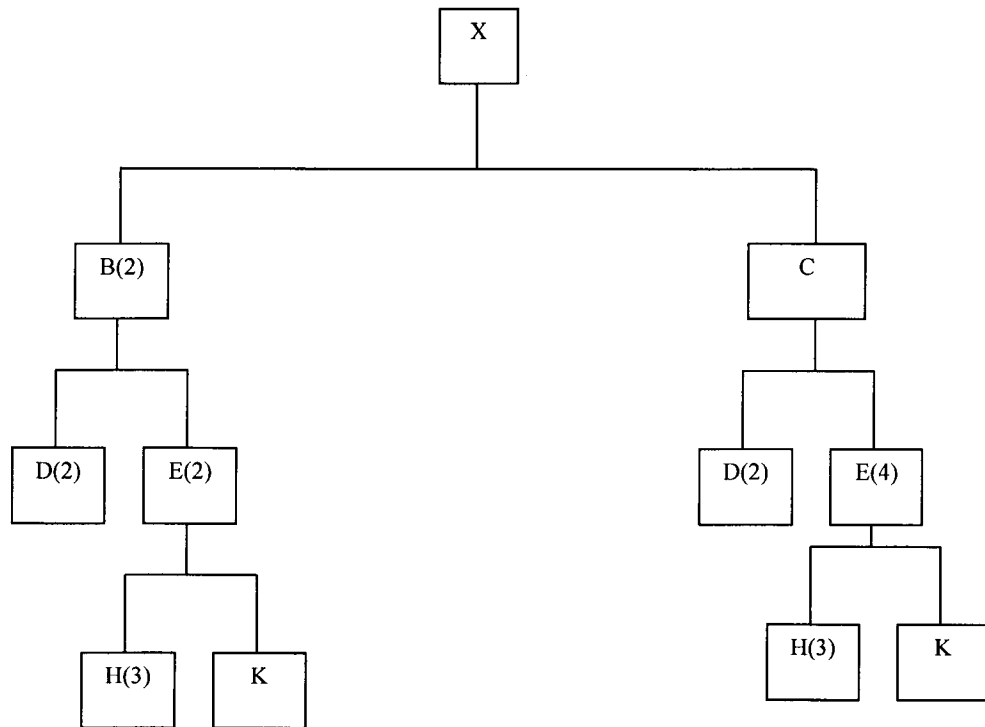 X
B(2)
C
D(2)
E(2)
D(2)
E(4)
H(3)
K
H(3)
K